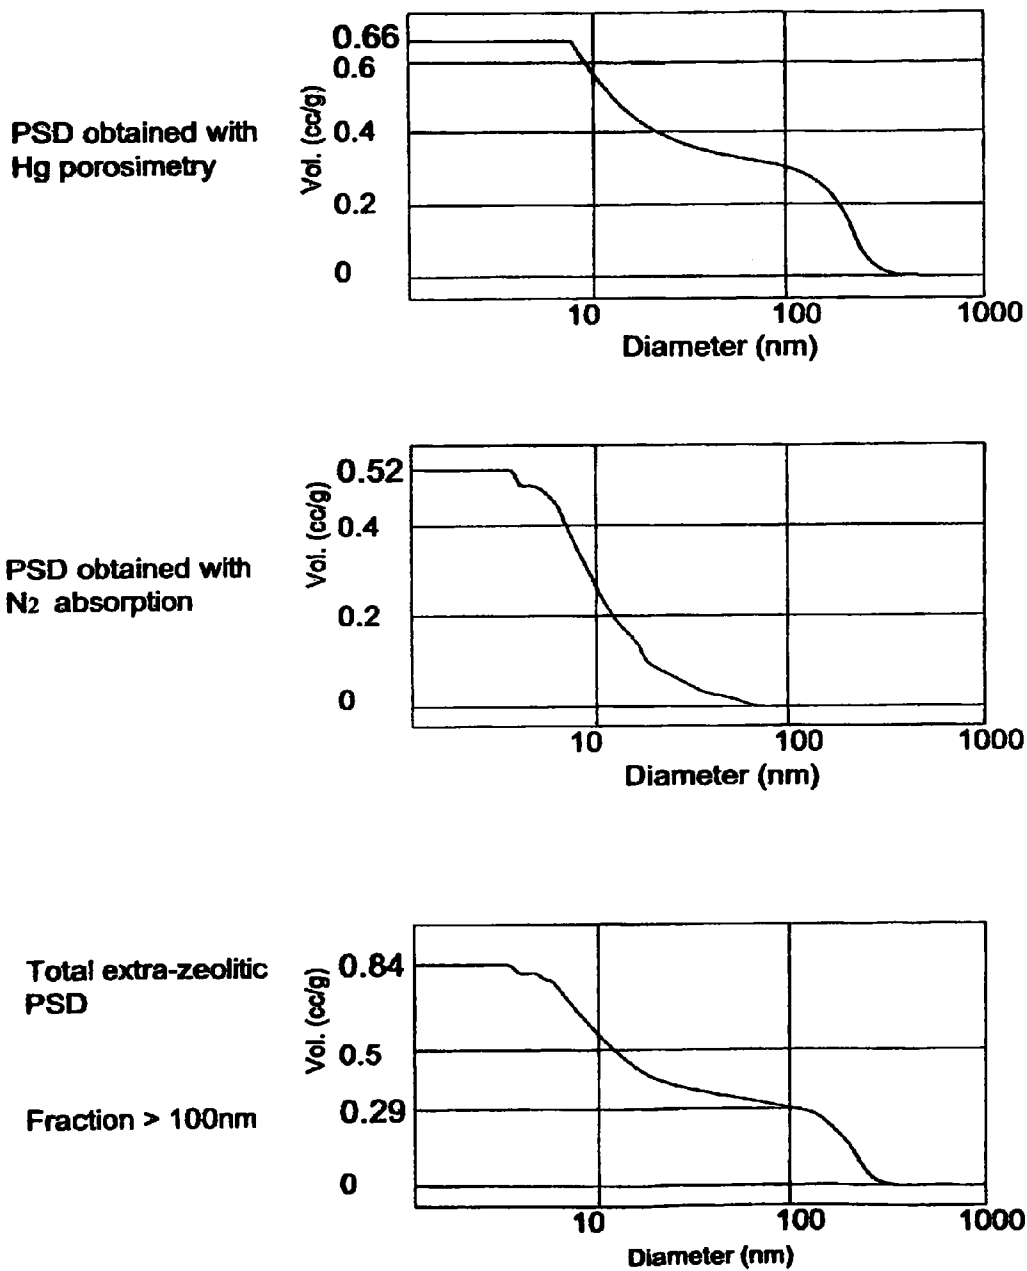 PSD obtained with
Hg porosimetry
Vol. (cc/g)
0.66
0.6
0.4
0.2
0
10
100
1000
Diameter (nm)
PSD obtained with
N2 absorption
Vol. (cc/g)
0.52
0.4
0.2
0
10
100
1000
Diameter (nm)
Total extra-zeolitic
PSD
Fraction > 100nm
Vol. (cc/g)
0.84
0.5
0.29
0
10
100
1000
Diameter (nm)